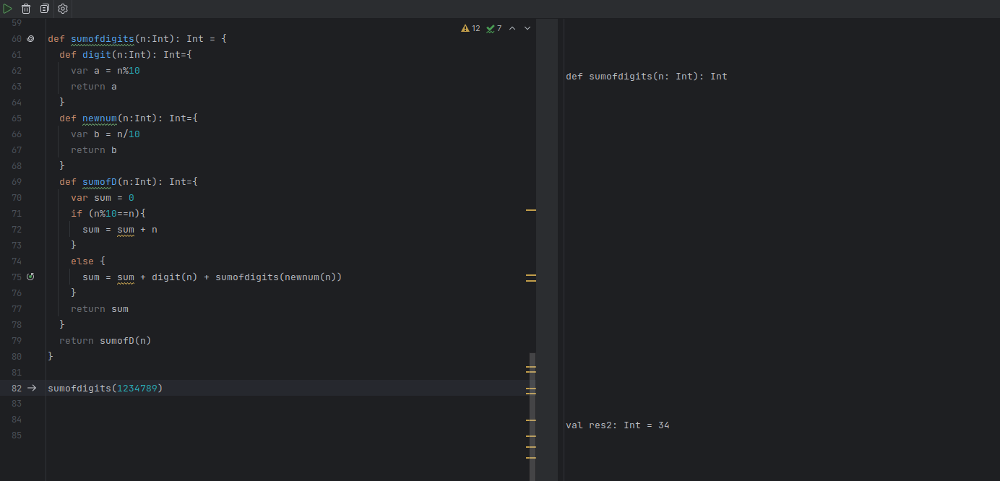 59
12 7
60 def sumofdigits(n:Int): Int = {
61 def digit(n:Int): Int={
62 var a = n%10
63 return a
64 }
65 def newnum(n:Int): Int={
66 var b = n/10
67 return b
68 }
69 def sumofD(n:Int): Int={
70 var sum = 0
71 if (n%10==n){
72 sum = sum + n
73 }
74 else {
75 sum = sum + digit(n) + sumofdigits(newnum(n))
76 }
77 return sum
78 }
79 return sumofD(n)
80 }
81
82 sumofdigits(1234789)
83
84
85
def sumofdigits(n: Int): Int
val res2: Int = 34